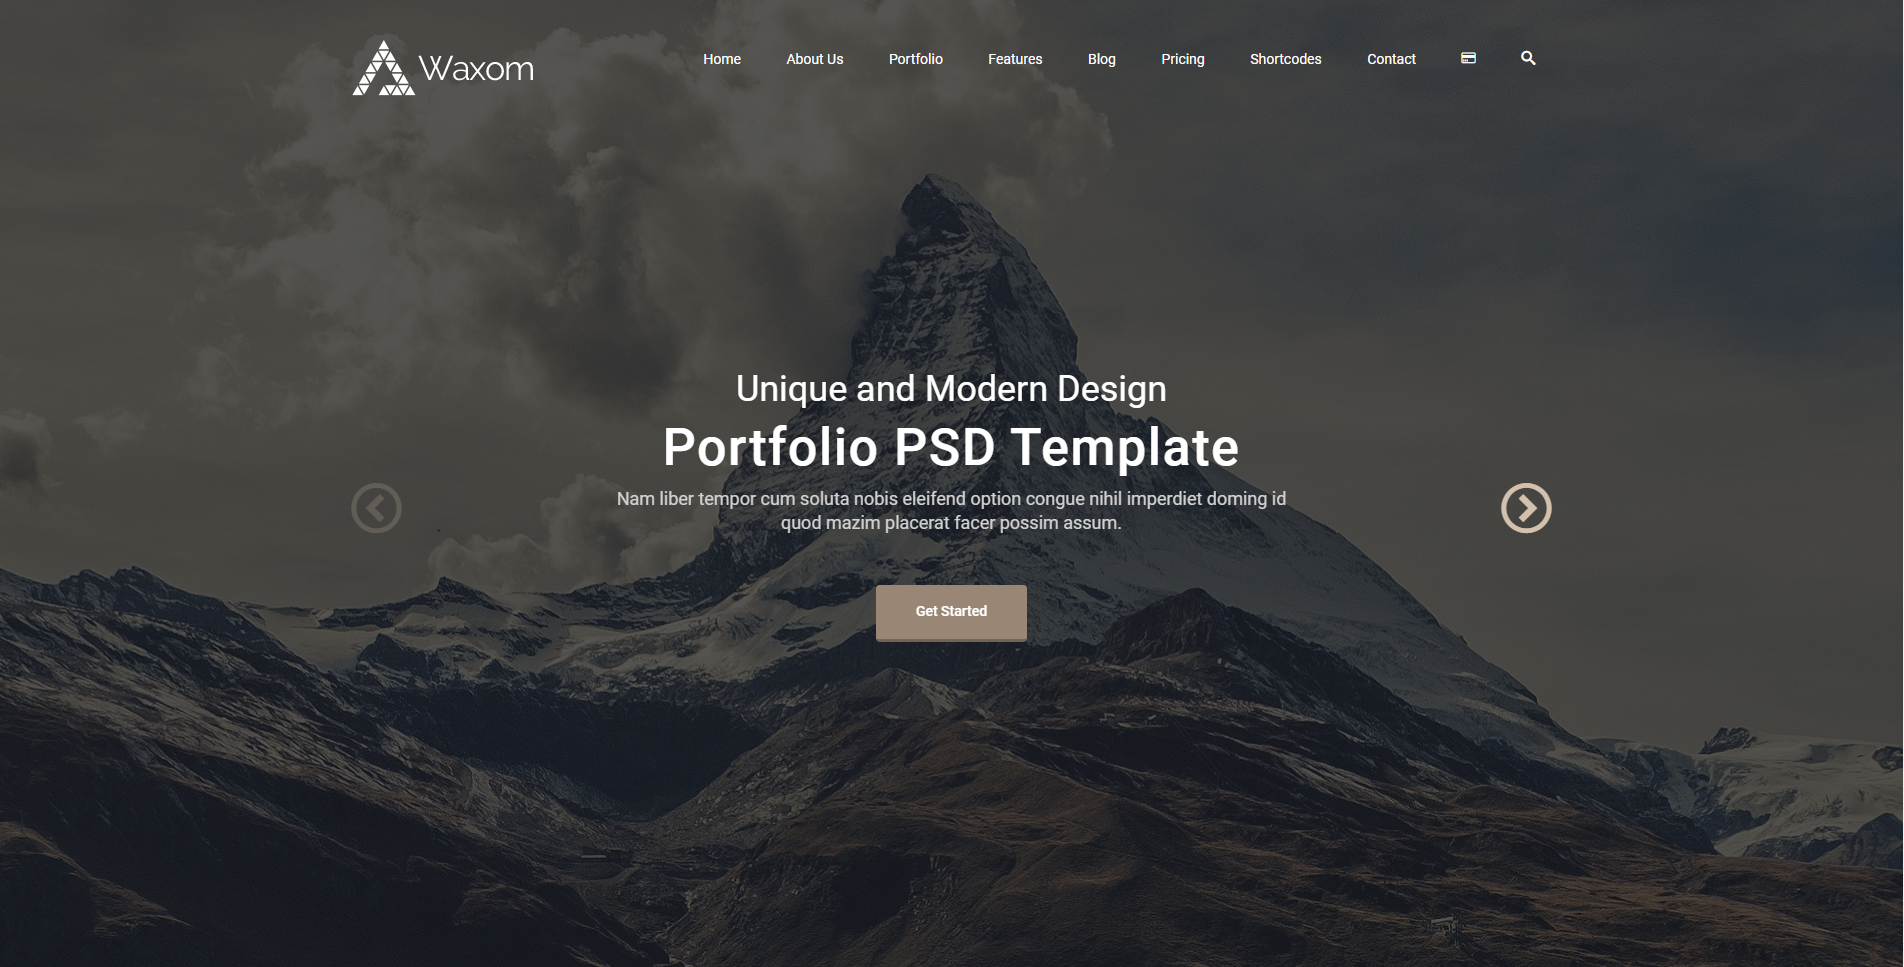 Waxom
Home About Us Portfolio Features Blog Pricing Shortcodes Contact
Unique and Modern Design
Portfolio PSD Template
Nam liber tempor cum soluta nobis eleifend option congue nihil imperdiet doming id
quod mazim placerat facer possim assum.
Get Started